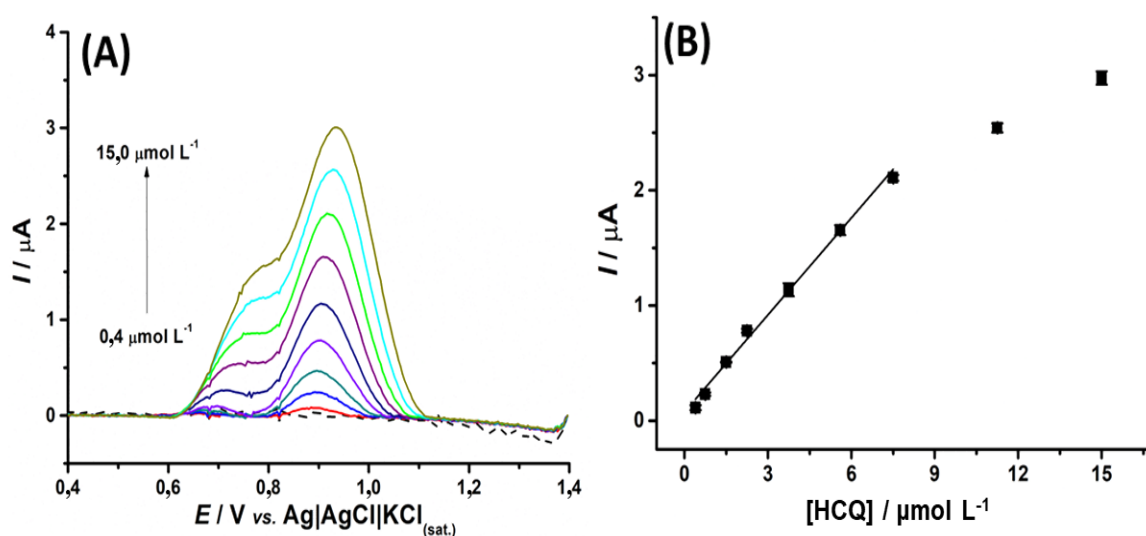 (A)
4
3
2
1
0
I / μA
15,0 μmol L⁻¹
0,4 μmol L⁻¹
0,4 0,6 0,8 1,0 1,2 1,4
E / V vs. Ag|AgCl||KCl(sat.)
(B)
3
2
1
0
I / μA
0 3 6 9 12 15
[HCQ] / μmol L⁻¹